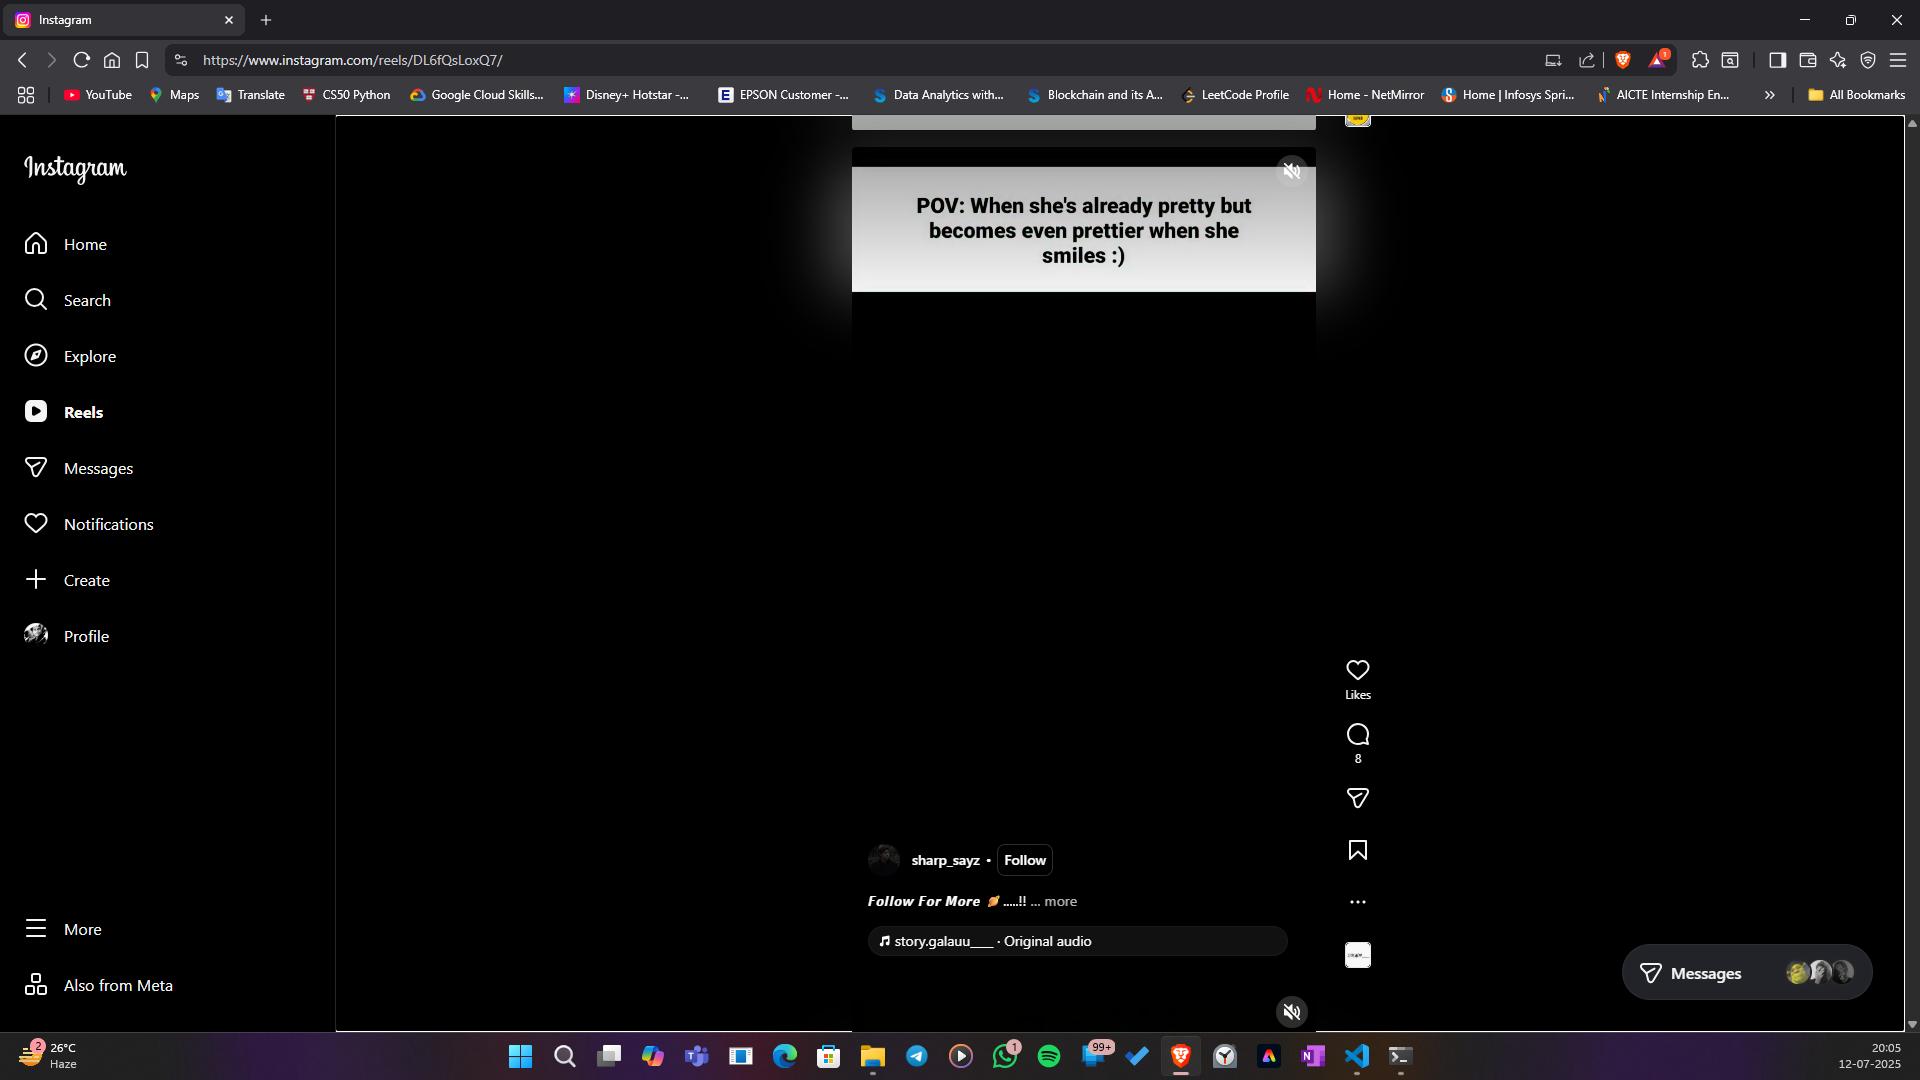 Instagram
https://www.instagram.com/reels/DL6fQsLoxQ7/
1
YouTube
Maps
Translate
CS50 Python
Google Cloud Skills...
Disney+ Hotstar -...
EPSON Customer -...
Data Analytics with...
Blockchain and its A...
LeetCode Profile
Home - NetMirror
Home | Infosys Spri...
AICTE Internship En...
All Bookmarks
Instagram
Home
Search
Explore
Reels
Messages
Notifications
Create
Profile
More
Also from Meta
POV: When she's already pretty but
becomes even prettier when she
smiles :)
Likes
8
sharp_sayz • Follow
Follow For More 🪐 .....!! ... more
story.galauu___ · Original audio
Messages
2
26°C
Haze
1
99+
20:05
12-07-2025